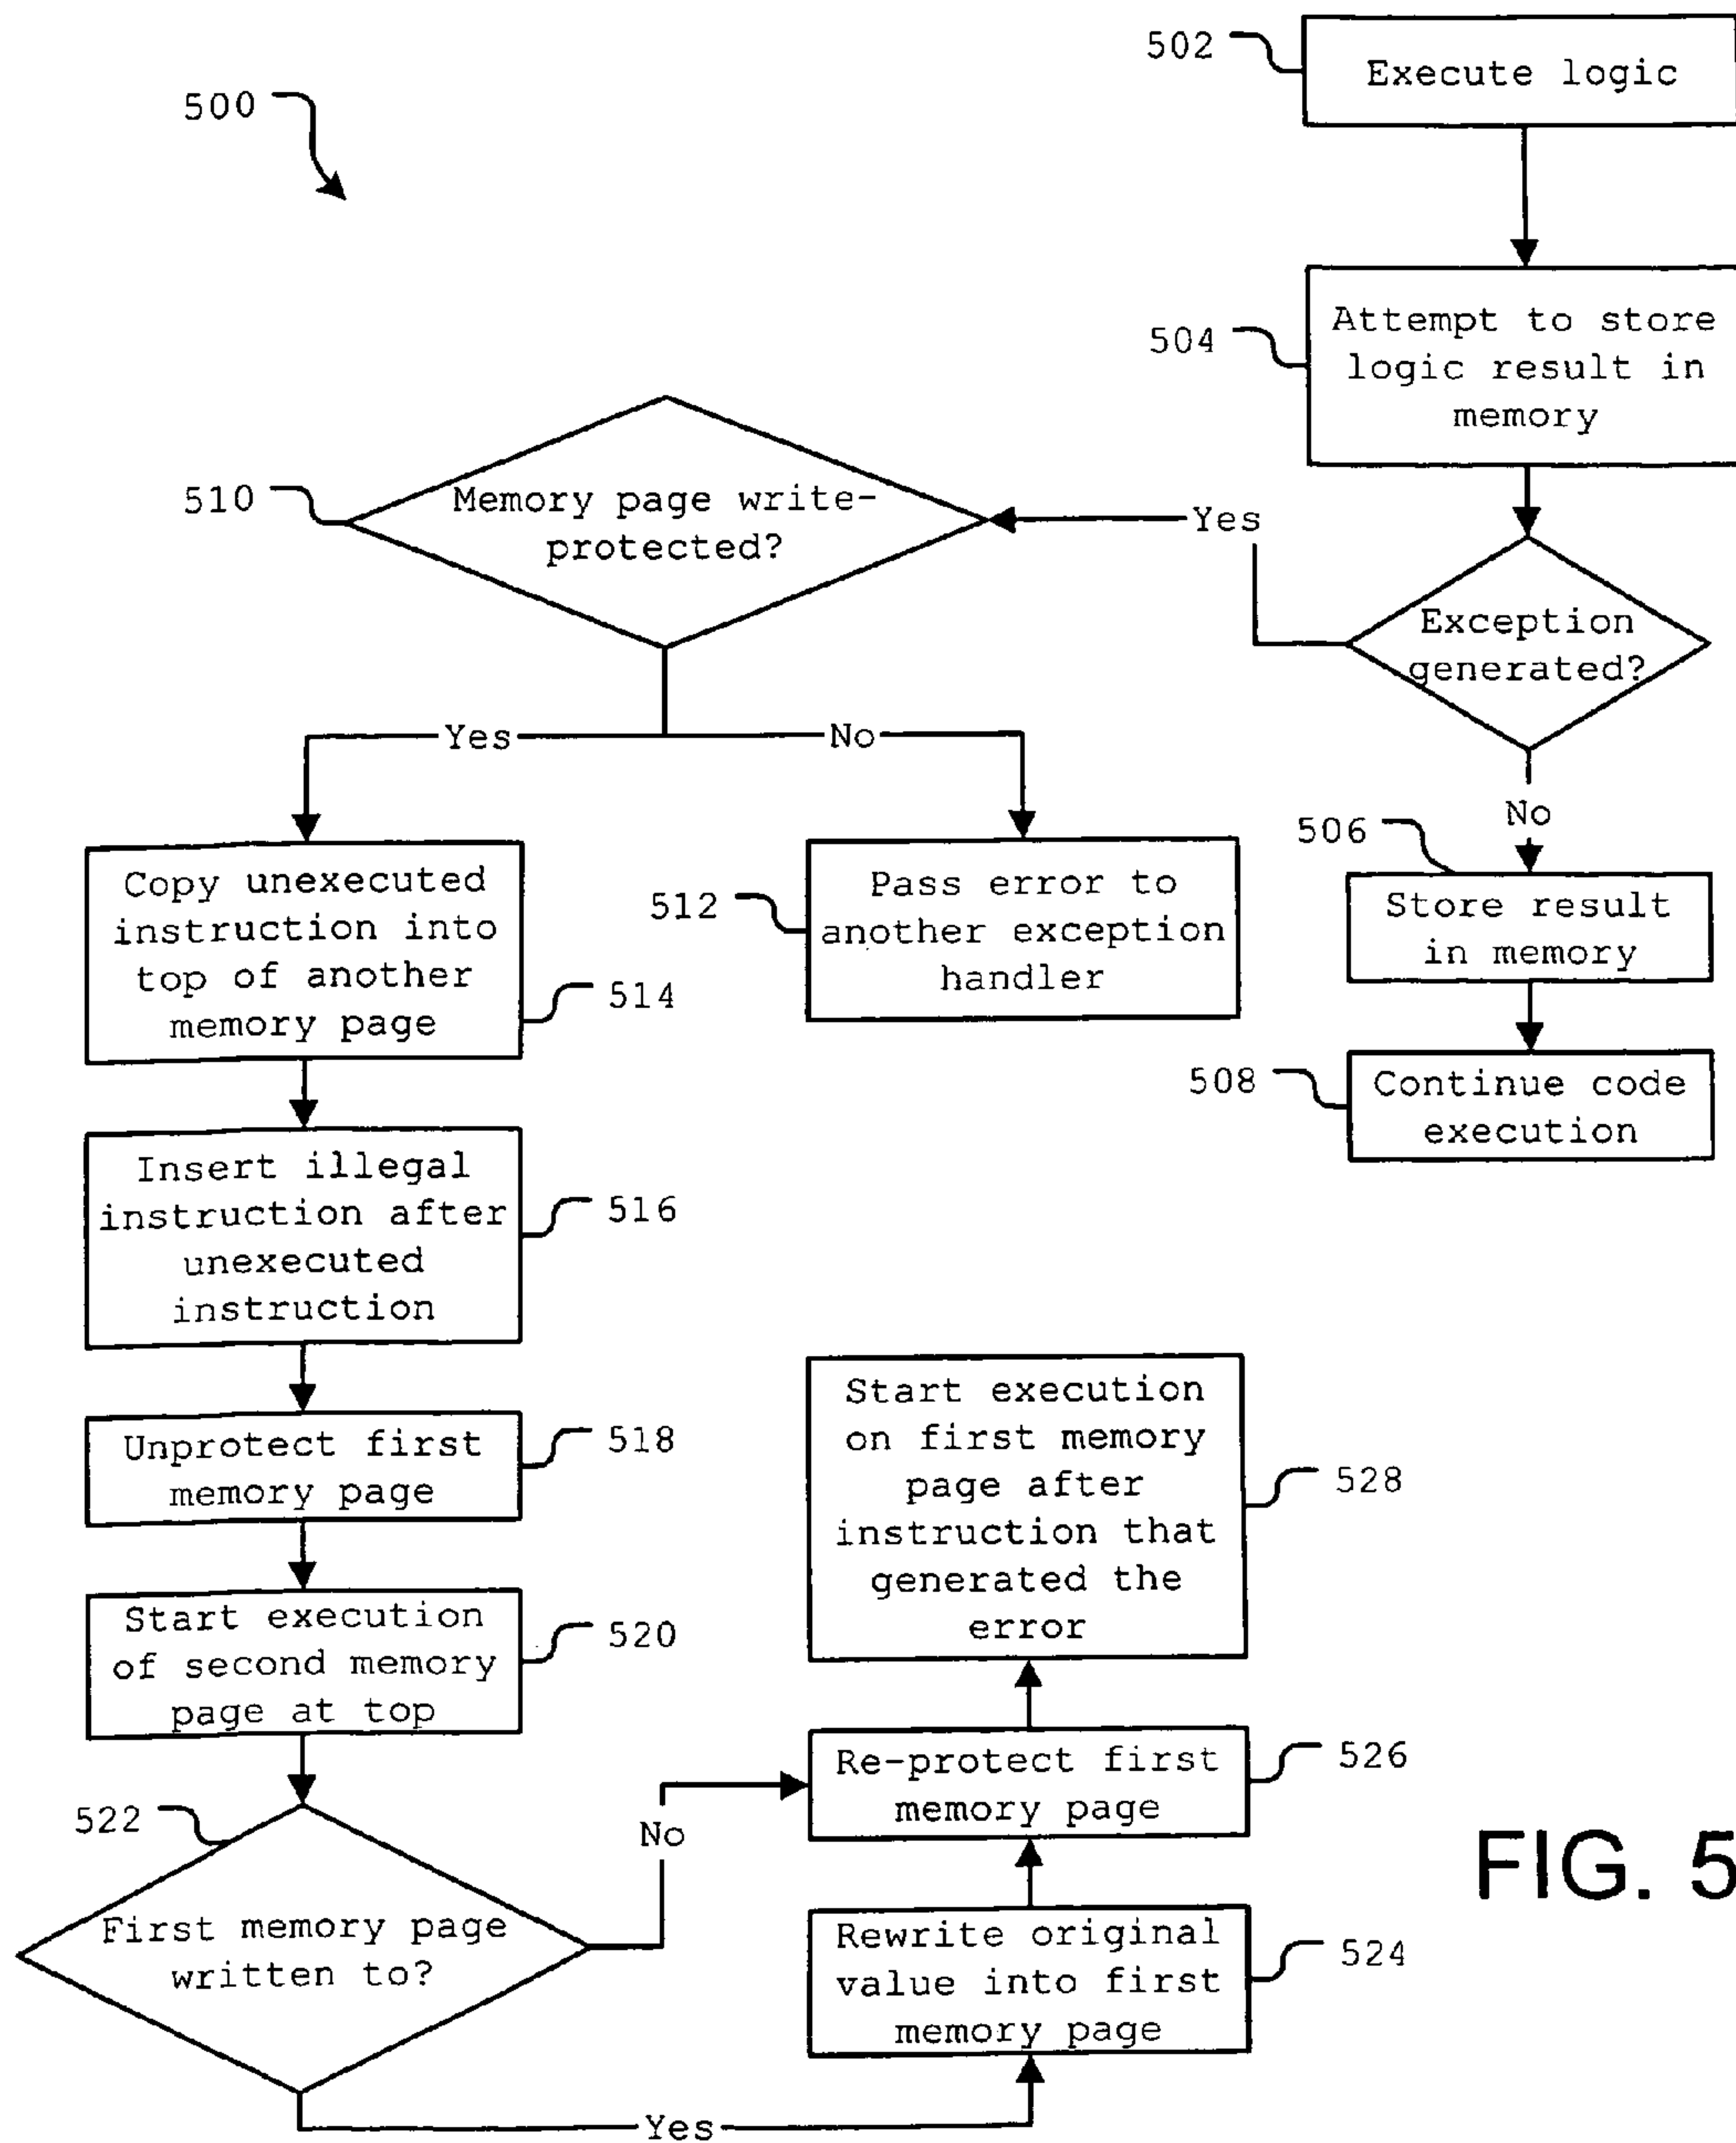 500
502
Execute logic
504
Attempt to store
logic result in
memory
Exception
generated?
Yes
No
506
Store result
in memory
508
Continue code
execution
510
Memory page write-
protected?
Yes
No
512
Pass error to
another exception
handler
Copy unexecuted
instruction into
top of another
memory page
514
Insert illegal
instruction after
unexecuted
instruction
516
Unprotect first
memory page
518
Start execution
of second memory
page at top
520
522
First memory page
written to?
No
Yes
Rewrite original
value into first
memory page
524
Re-protect first
memory page
526
Start execution
on first memory
page after
instruction that
generated the
error
528
FIG. 5